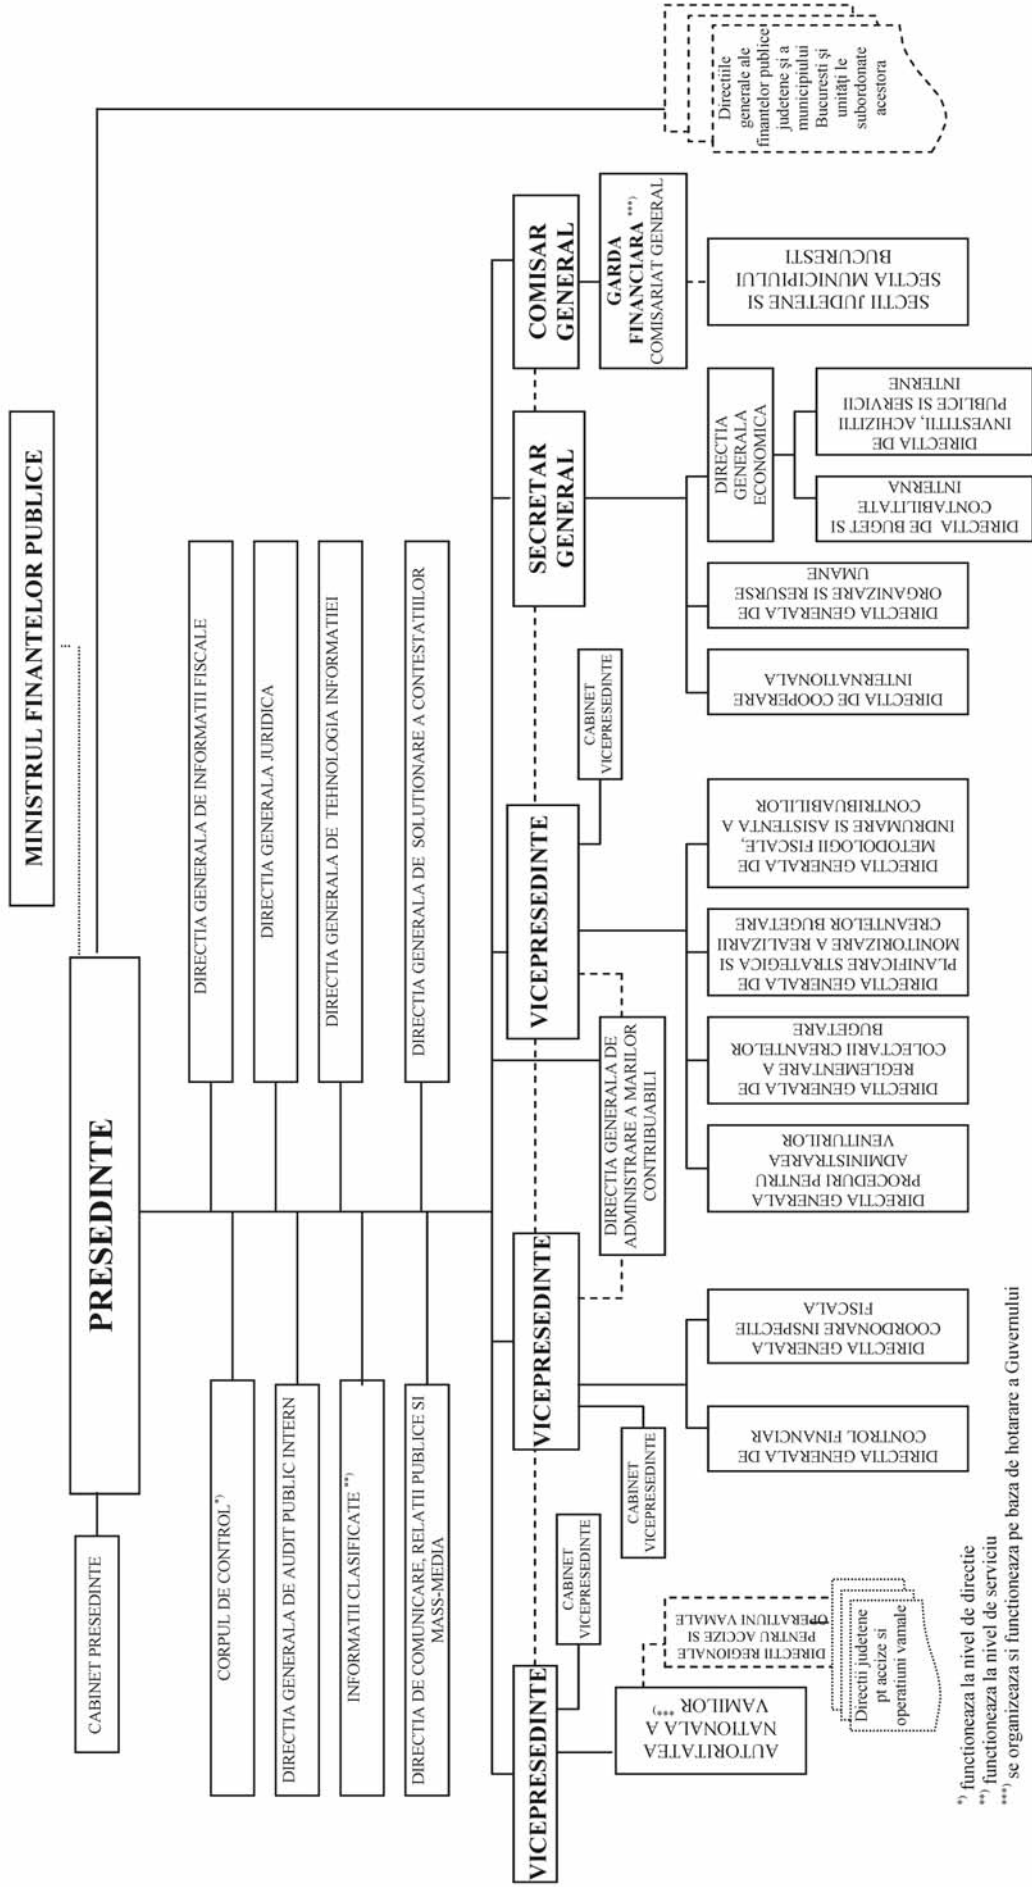 MINISTRUL FINANTELOR PUBLICE
PRESEDINTE
CABINET PRESEDINTE
CORPUL DE CONTROL*)
DIRECTIA GENERALA DE INFORMATII FISCALE
DIRECTIA GENERALA DE AUDIT PUBLIC INTERN
DIRECTIA GENERALA JURIDICA
INFORMATII CLASIFICATE **)
DIRECTIA GENERALA DE TEHNOLOGIA INFORMATIEI
DIRECTIA DE COMUNICARE, RELATII PUBLICE SI
MASS-MEDIA
DIRECTIA GENERALA DE SOLUTIONARE A CONTESTATIILOR
VICEPRESEDINTE
VICEPRESEDINTE
VICEPRESEDINTE
SECRETAR
GENERAL
COMISAR
GENERAL
CABINET
VICEPRESEDINTE
CABINET
VICEPRESEDINTE
CABINET
VICEPRESEDINTE
DIRECTIA GENERALA DE
ADMINISTRARE A MARILOR
CONTRIBUABILI
GARDA
FINANCIARA ***)
COMISARIAT GENERAL
AUTORITATEA
NATIONALA A
VAMILOR ***)
DIRECTII REGIONALE
PENTRU ACCIZE SI
OPERATIUNI VAMALE
Directii judetene
pt accize si
operatiuni vamale
DIRECTIA GENERALA DE
CONTROL FINANCIAR
DIRECTIA GENERALA
COORDONARE INSPECTIE
FISCALA
DIRECTIA GENERALA
PROCEDURI PENTRU
ADMINISTRAREA
VENITURILOR
DIRECTIA GENERALA DE
REGLEMENTARE A
COLECTARII CREANTELOR
BUGETARE
DIRECTIA GENERALA DE
PLANIFICARE STRATEGICA SI
MONITORIZARE A REALIZARII
CREANTELOR BUGETARE
DIRECTIA GENERALA DE
METODOLOGII FISCALE,
INDRUMARE SI ASISTENTA A
CONTRIBUABILILOR
DIRECTIA DE COOPERARE
INTERNATIONALA
DIRECTIA GENERALA DE
ORGANIZARE SI RESURSE
UMANE
DIRECTIA
GENERALA
ECONOMICA
DIRECTIA DE BUGET SI
CONTABILITATE
INTERNA
DIRECTIA DE
INVESTITII, ACHIZITII
PUBLICE SI SERVICII
INTERNE
SECTII JUDETENE SI
SECTIA MUNICIPIULUI
BUCURESTI
Directiile
generale ale
finantelor publice
judetene și a
municipiului
Bucuresti și
unități le
subordonate
acestora
*) functioneaza la nivel de directie
**) functioneaza la nivel de serviciu
***) se organizeaza si functioneaza pe baza de hotarare a Guvernului